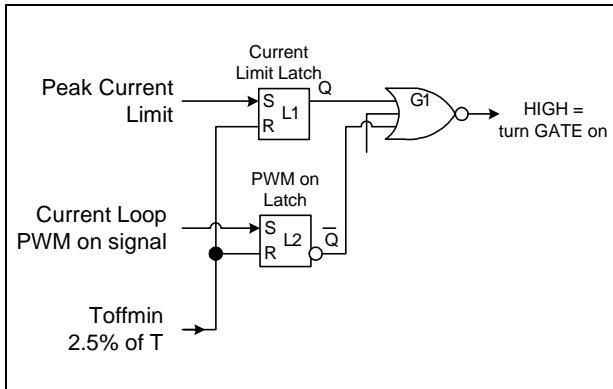 Current
Limit Latch
Peak Current
Limit
S
R
L1
Q
G1
HIGH =
turn GATE on
PWM on
Latch
Current Loop
PWM on signal
S
R
L2
Q
Toffmin
2.5% of T